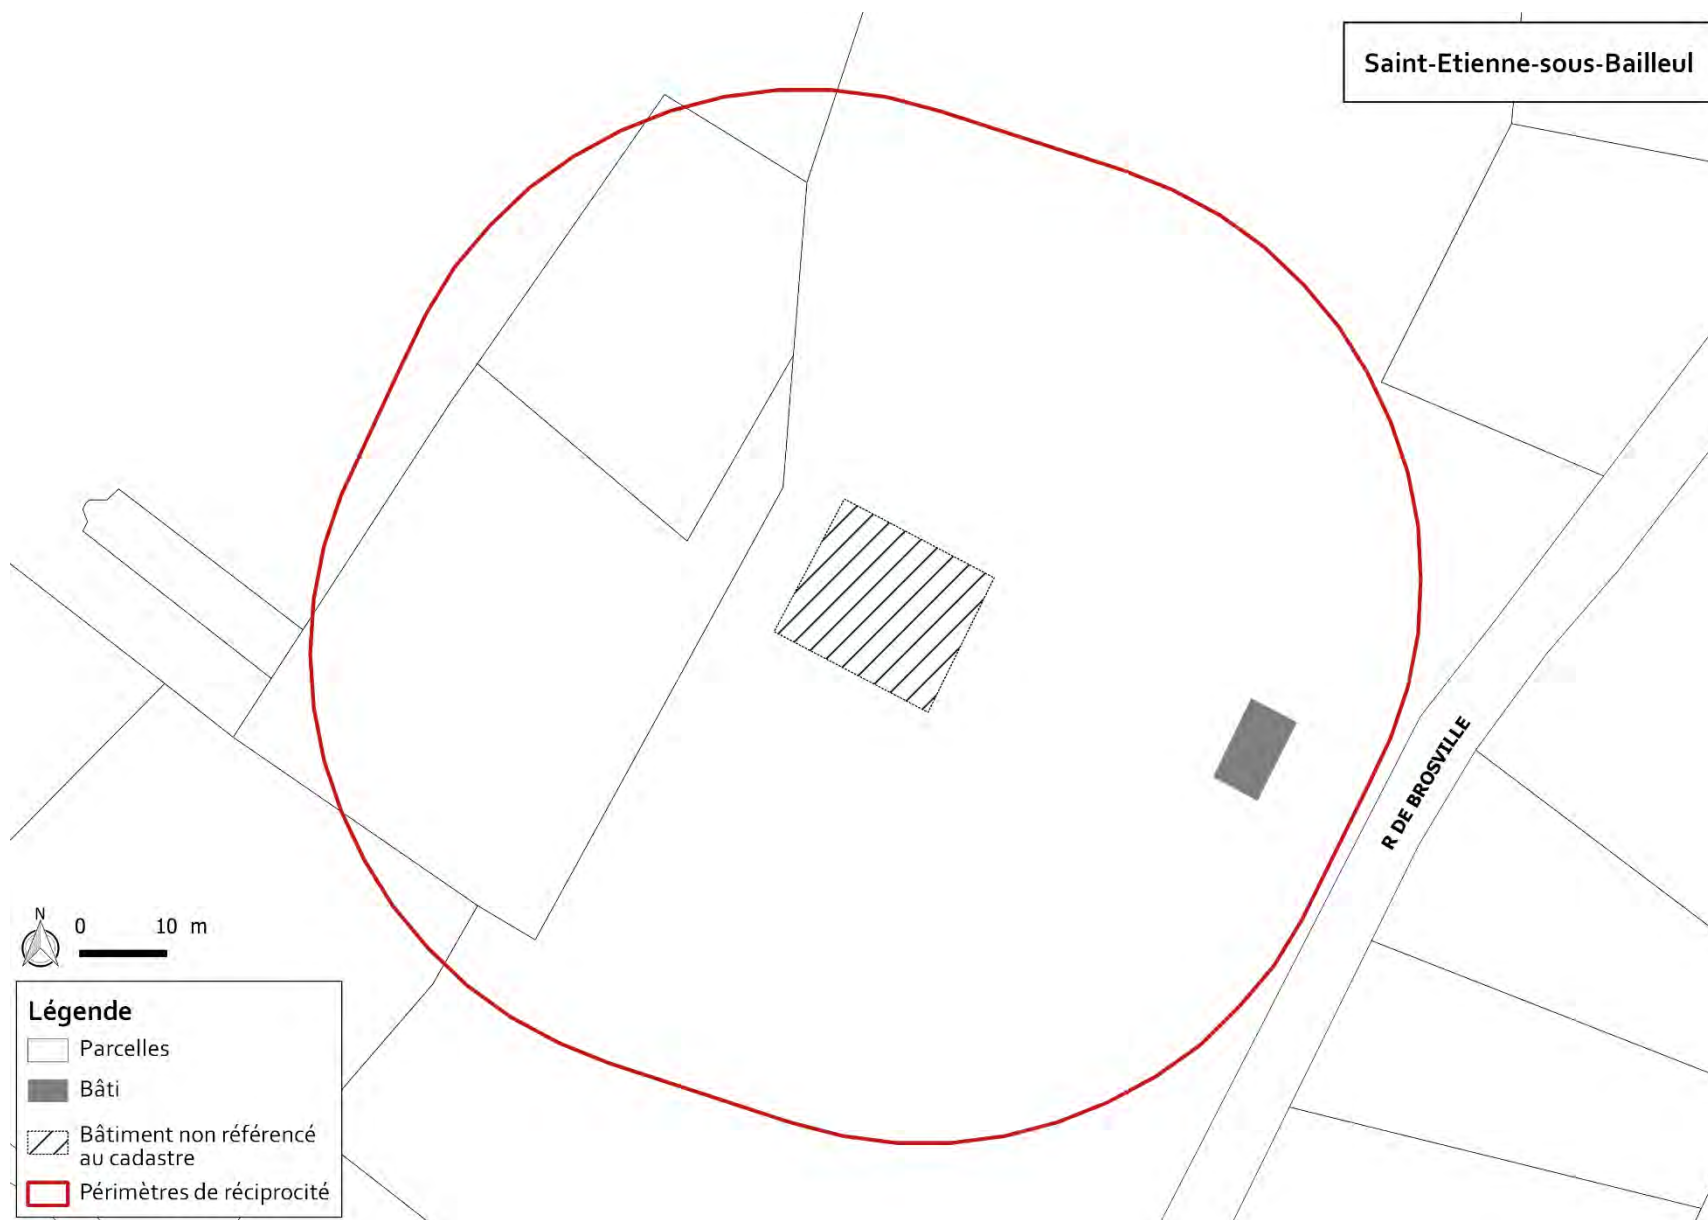 Saint-Etienne-sous-Bailleul
R DE BROSVILLE
N
0 10 m
Légende
Parcelles
Bâti
Bâtiment non référencé
au cadastre
Périmètres de réciprocité